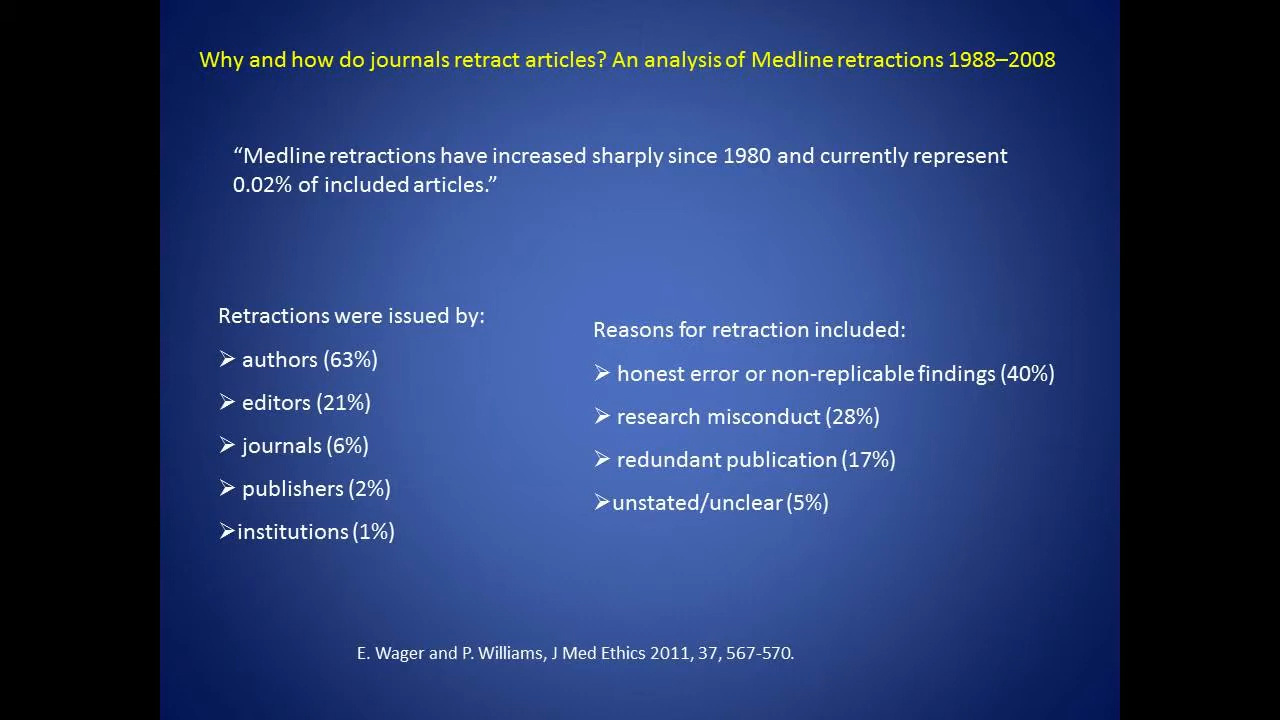 Why and how do journals retract articles? An analysis of Medline retractions 1988–2008
“Medline retractions have increased sharply since 1980 and currently represent
0.02% of included articles.”
Retractions were issued by:
➢ authors (63%)
➢ editors (21%)
➢ journals (6%)
➢ publishers (2%)
➢institutions (1%)
Reasons for retraction included:
➢ honest error or non-replicable findings (40%)
➢ research misconduct (28%)
➢ redundant publication (17%)
➢unstated/unclear (5%)
E. Wager and P. Williams, J Med Ethics 2011, 37, 567-570.